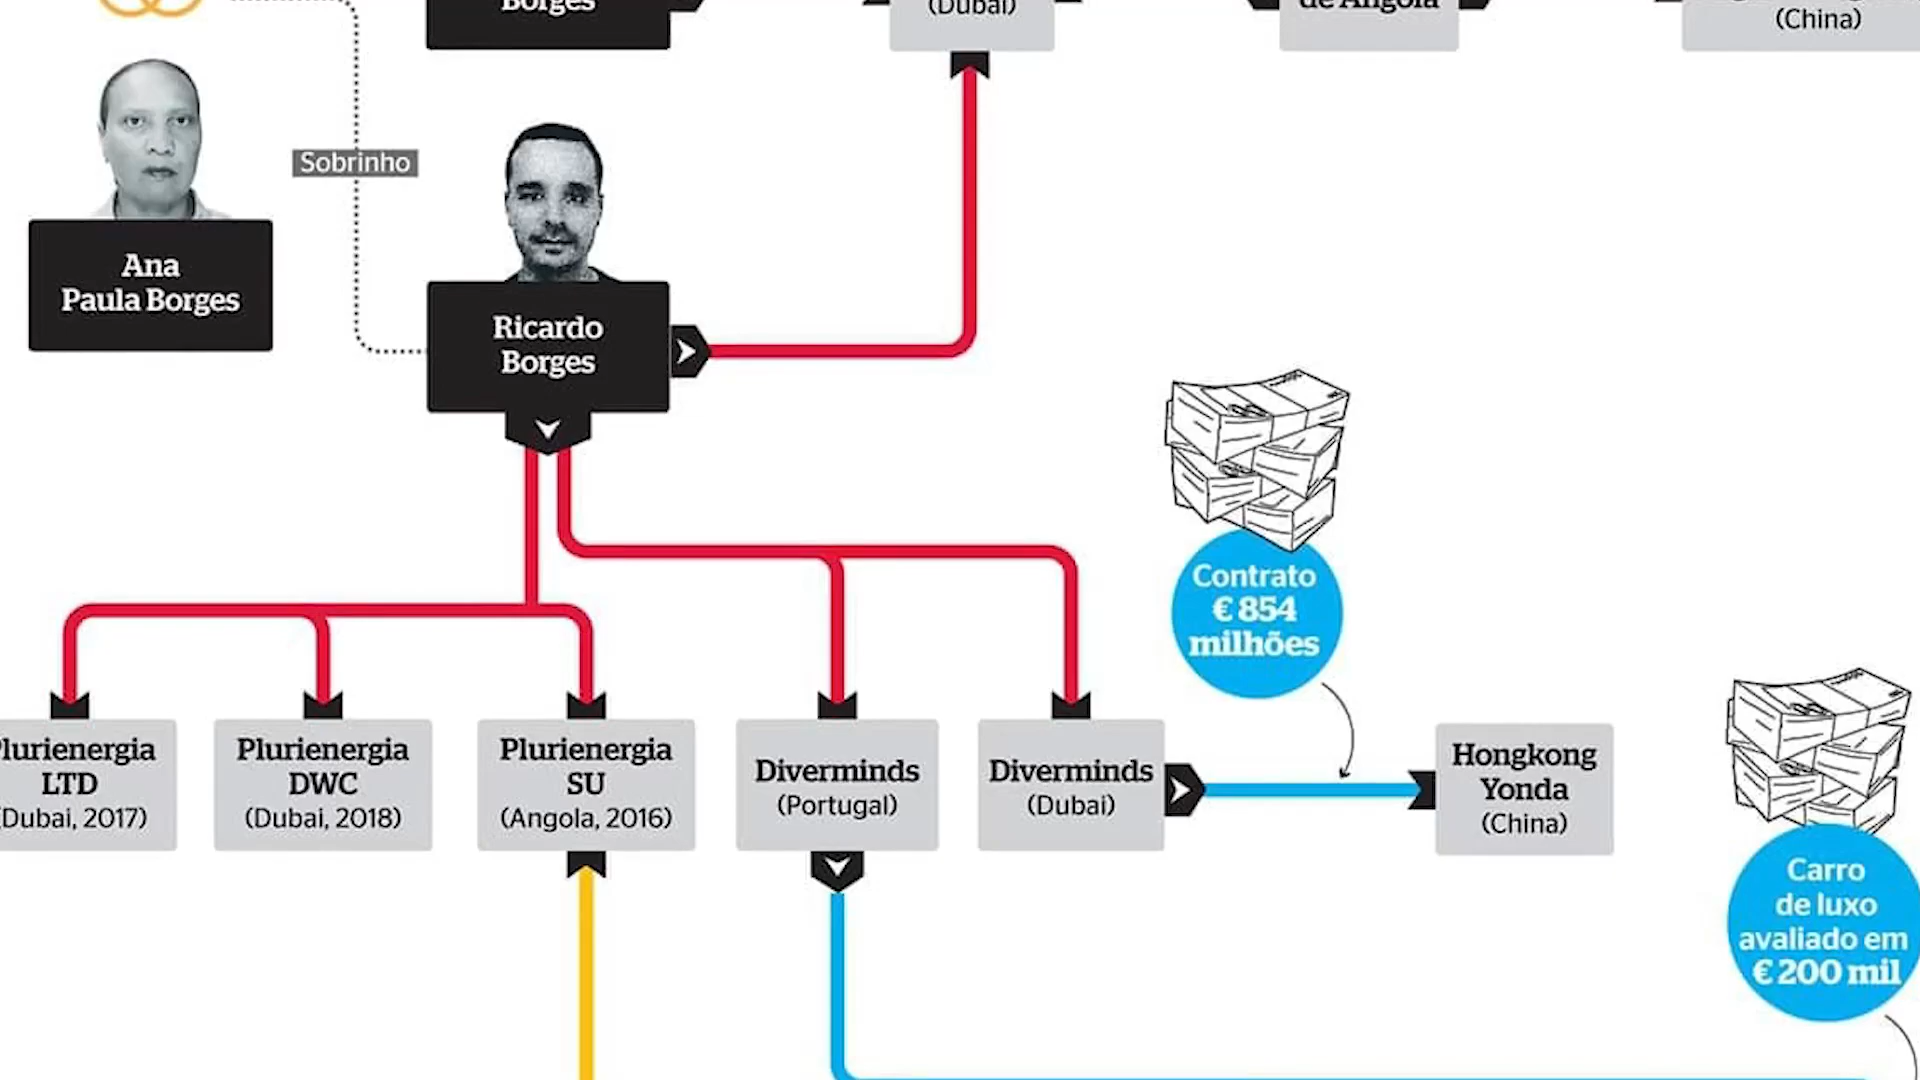 Borges
(Dubai)
de Angola
(China)
Sobrinho
Ana
Paula Borges
Ricardo
Borges
Contrato
€ 854
milhões
Plurienergia
LTD
(Dubai, 2017)
Plurienergia
DWC
(Dubai, 2018)
Plurienergia
SU
(Angola, 2016)
Diverminds
(Portugal)
Diverminds
(Dubai)
Hongkong
Yonda
(China)
Carro
de luxo
avaliado em
€ 200 mil